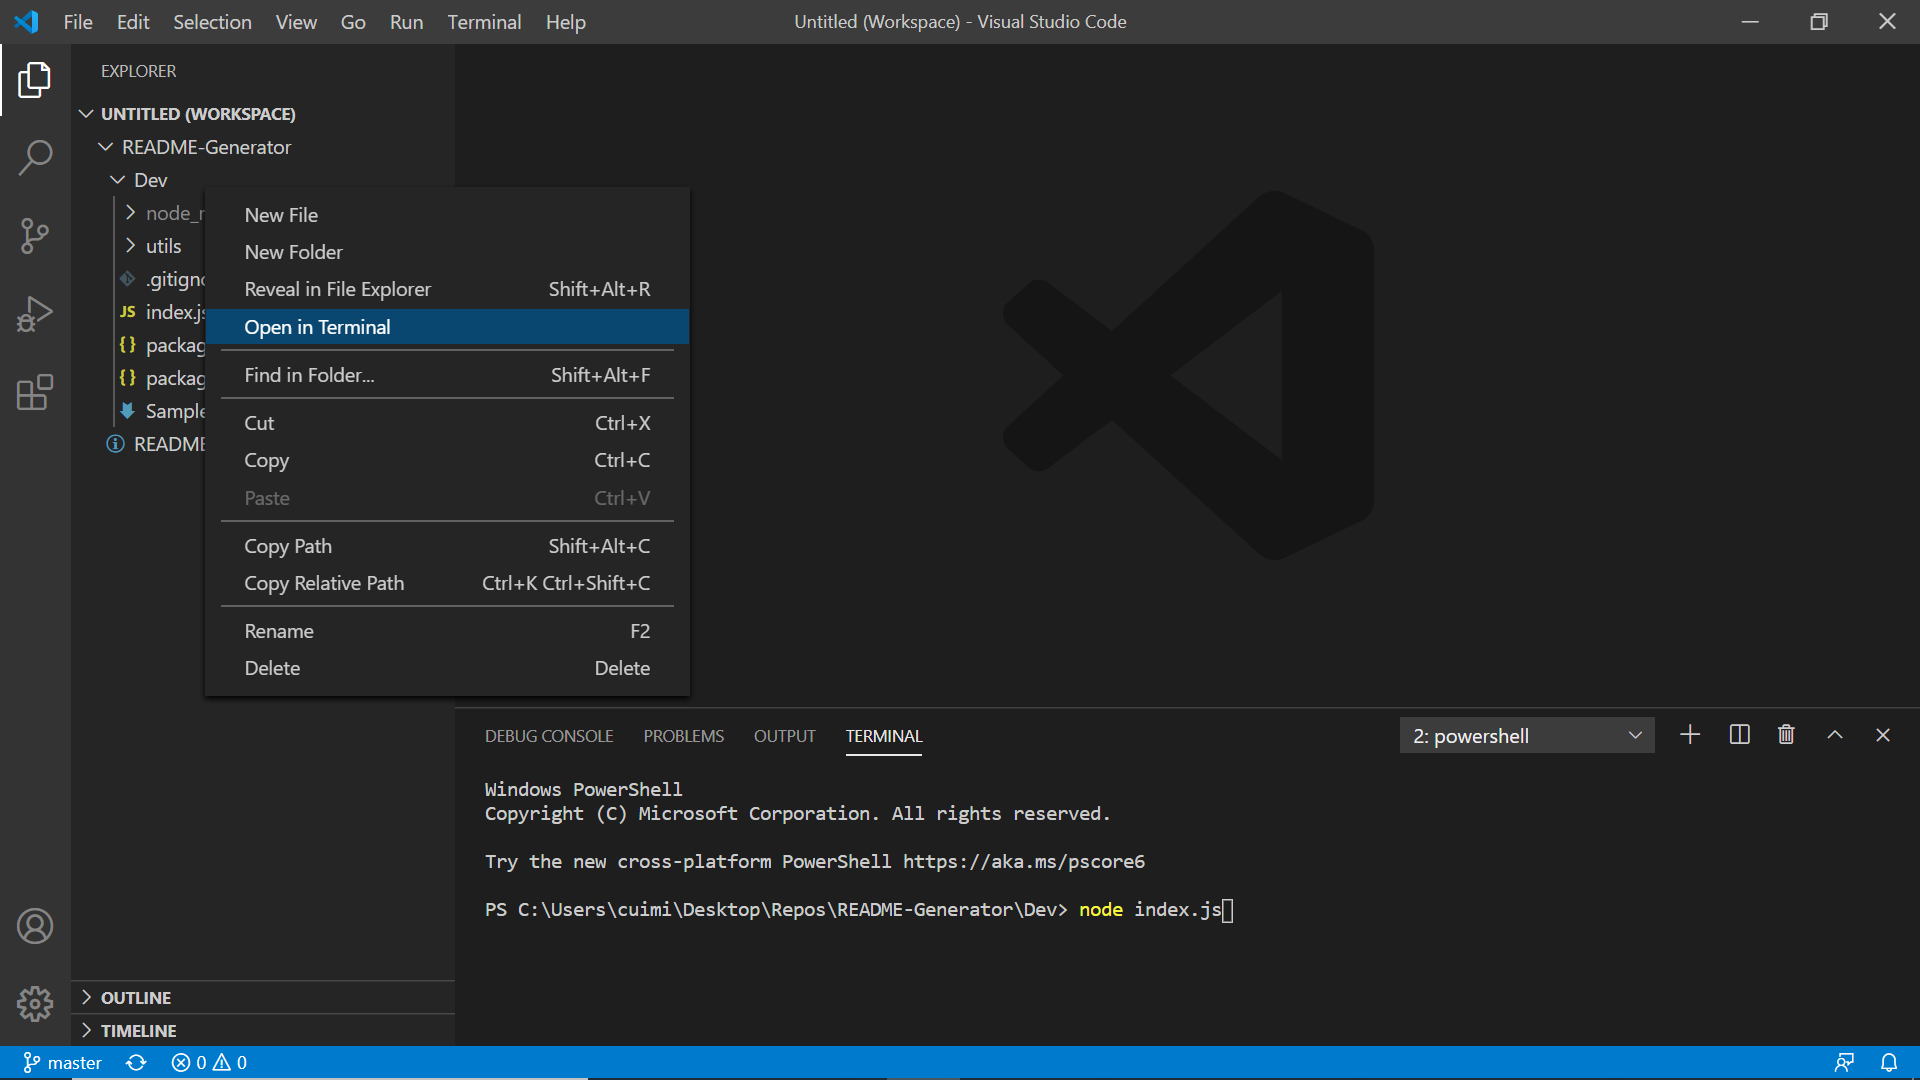 File Edit Selection View Go Run Terminal Help
Untitled (Workspace) - Visual Studio Code
EXPLORER
UNTITLED (WORKSPACE)
README-Generator
Dev
node_
utils
.gitign
JS index.js
{} packag
{} packag
Sample
README
New File
New Folder
Reveal in File Explorer Shift+Alt+R
Open in Terminal
Find in Folder... Shift+Alt+F
Cut Ctrl+X
Copy Ctrl+C
Paste Ctrl+V
Copy Path Shift+Alt+C
Copy Relative Path Ctrl+K Ctrl+Shift+C
Rename F2
Delete Delete
DEBUG CONSOLE PROBLEMS OUTPUT TERMINAL
2: powershell
Windows PowerShell
Copyright (C) Microsoft Corporation. All rights reserved.
Try the new cross-platform PowerShell https://aka.ms/pscore6
PS C:\Users\cuimi\Desktop\Repos\README-Generator\Dev> node index.js
OUTLINE
TIMELINE
master 0 0